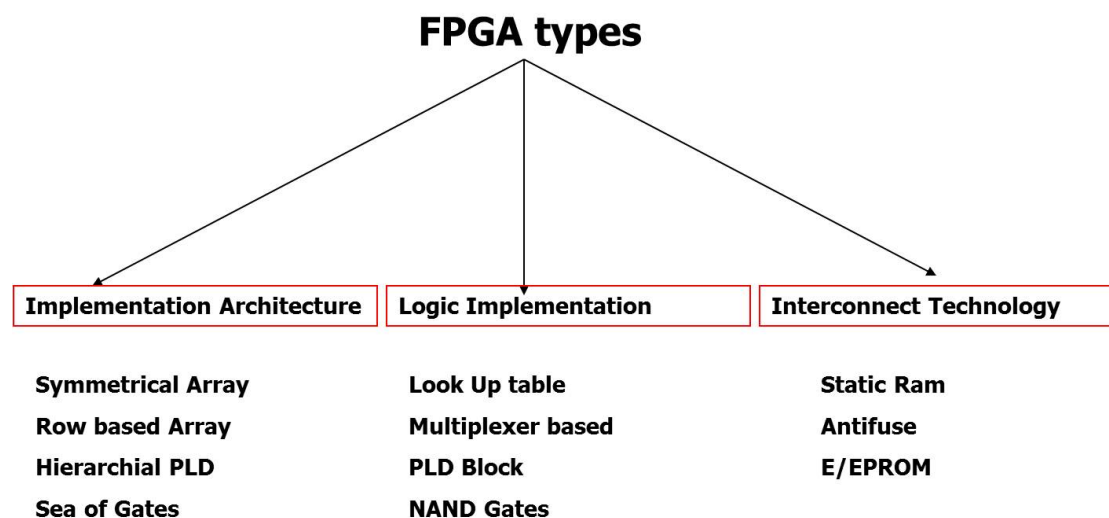 FPGA types
Implementation Architecture
Logic Implementation
Interconnect Technology
Symmetrical Array
Row based Array
Hierarchial PLD
Sea of Gates
Look Up table
Multiplexer based
PLD Block
NAND Gates
Static Ram
Antifuse
E/EPROM